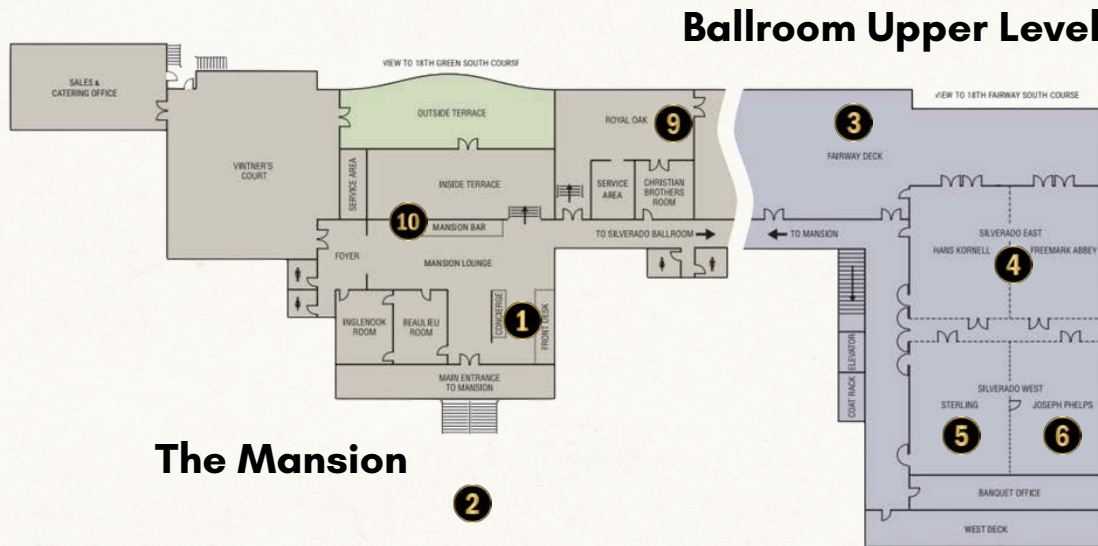 Ballroom Upper Level
VIEW TO 18TH GREEN SOUTH COURSE
VIEW TO 18TH FAIRWAY SOUTH COURSE
SALES &
CATERING OFFICE
OUTSIDE TERRACE
ROYAL OAK
9
3
FAIRWAY DECK
VINTNER'S
COURT
SERVICE AREA
INSIDE TERRACE
SERVICE
AREA
CHRISTIAN
BROTHERS
ROOM
10
MANSION BAR
TO SILVERADO BALLROOM
TO MANSION
SILVERADO EAST
HANS KORNELL
4
FREEMARK ABBEY
FOYER
MANSION LOUNGE
INGLENOOK
ROOM
BEAULIEU
ROOM
CONCIERGE
1
FRONT DESK
ELEVATOR
COAT RACK
MAIN ENTRANCE
TO MANSION
SILVERADO WEST
STERLING
JOSEPH PHELPS
5
6
The Mansion
2
BANQUET OFFICE
WEST DECK